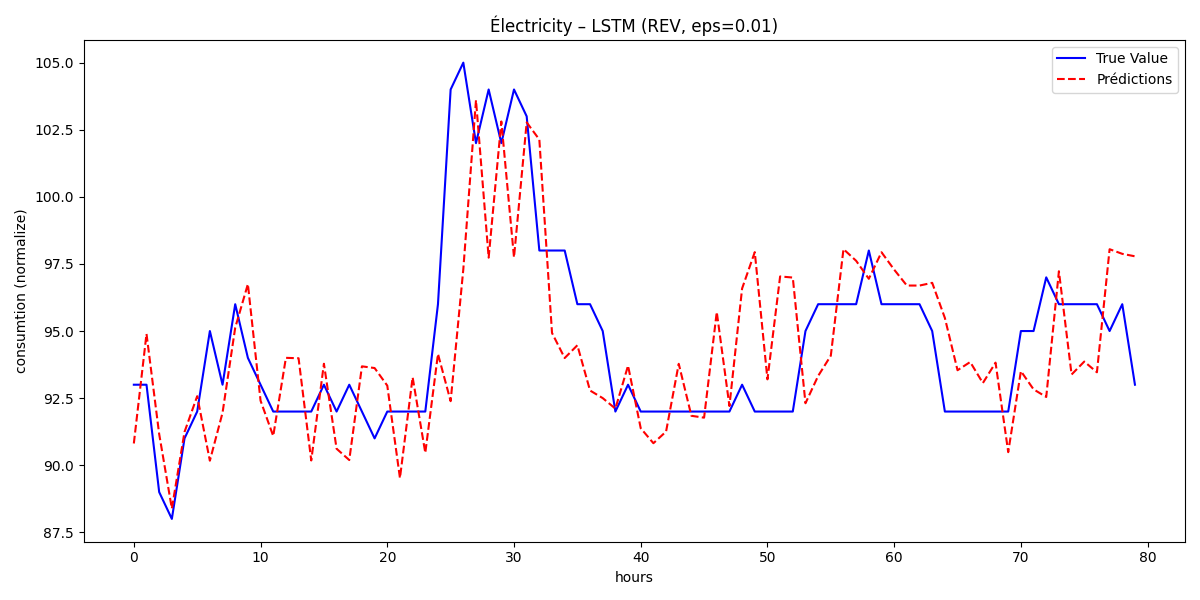 Électricity – LSTM (REV, eps=0.01)
True Value
Prédictions
consumtion (normalize)
105.0
102.5
100.0
97.5
95.0
92.5
90.0
87.5
0 10 20 30 40 50 60 70 80
hours